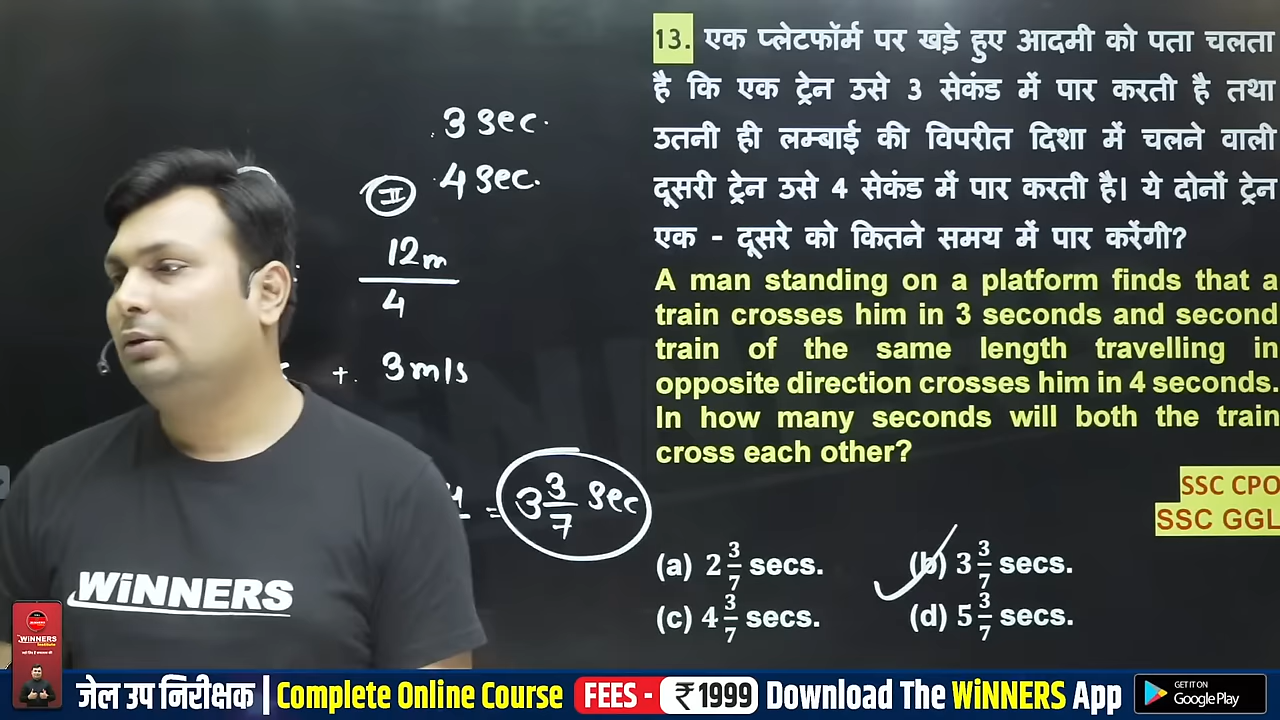 13. एक प्लेटफॉर्म पर खड़े हुए आदमी को पता चलता
है कि एक ट्रेन उसे 3 सेकंड में पार करती है तथा
उतनी ही लम्बाई की विपरीत दिशा में चलने वाली
दूसरी ट्रेन उसे 4 सेकंड में पार करती है। ये दोनों ट्रेन
एक - दूसरे को कितने समय में पार करेंगी?
A man standing on a platform finds that a
train crosses him in 3 seconds and second
train of the same length travelling in
opposite direction crosses him in 4 seconds.
In how many seconds will both the train
cross each other?
SSC CPO
SSC GGL
(a) 2 3/7 secs. (b) 3 3/7 secs.
(c) 4 3/7 secs. (d) 5 3/7 secs.
3 sec.
II 4 sec.
12m
4
+ 3m/s
= 3 3/7 sec
WiNNERS
WiNNERS
जेल उप निरीक्षक | Complete Online Course FEES - ₹ 1999 Download The WiNNERS App GET IT ON Google Play